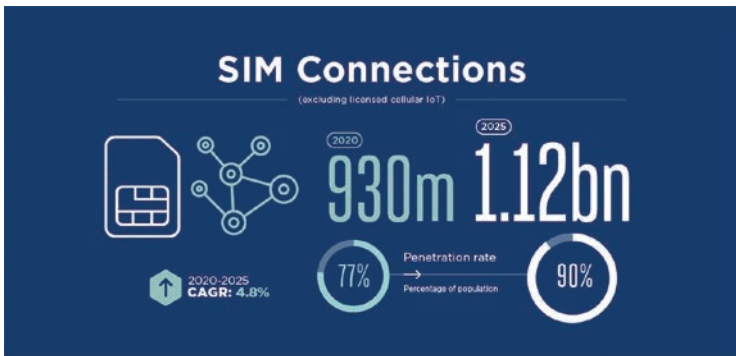 SIM Connections
(excluding licensed cellular IoT)
2020
930m
2025
1.12bn
2020-2025
CAGR: 4.8%
77%
Penetration rate
Percentage of population
90%